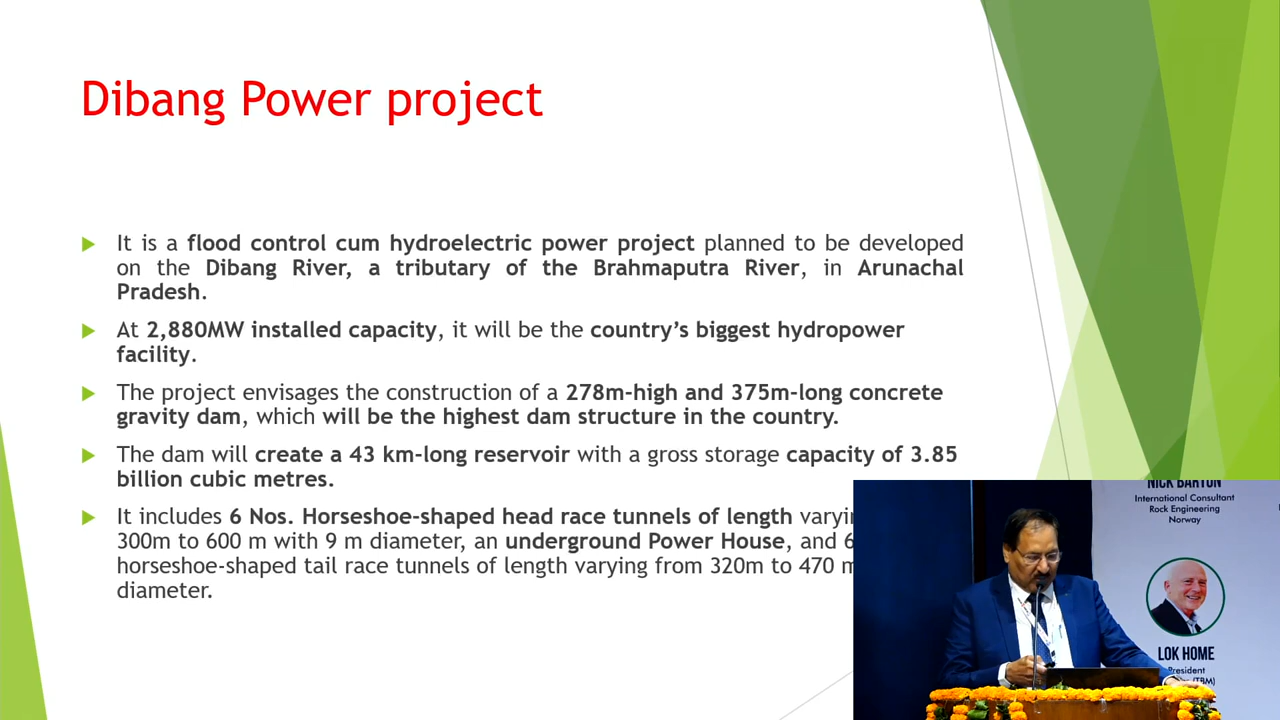 Dibang Power project
It is a flood control cum hydroelectric power project planned to be developed
on the Dibang River, a tributary of the Brahmaputra River, in Arunachal
Pradesh.
At 2,880MW installed capacity, it will be the country’s biggest hydropower
facility.
The project envisages the construction of a 278m-high and 375m-long concrete
gravity dam, which will be the highest dam structure in the country.
The dam will create a 43 km-long reservoir with a gross storage capacity of 3.85
billion cubic metres.
It includes 6 Nos. Horseshoe-shaped head race tunnels of length
300m to 600 m with 9 m diameter, an underground Power House, and 6
horseshoe-shaped tail race tunnels of length varying from 320m to 470
diameter.
NICK BARTON
International Consultant
Rock Engineering
Norway
LOK HOME
President
(TBM)